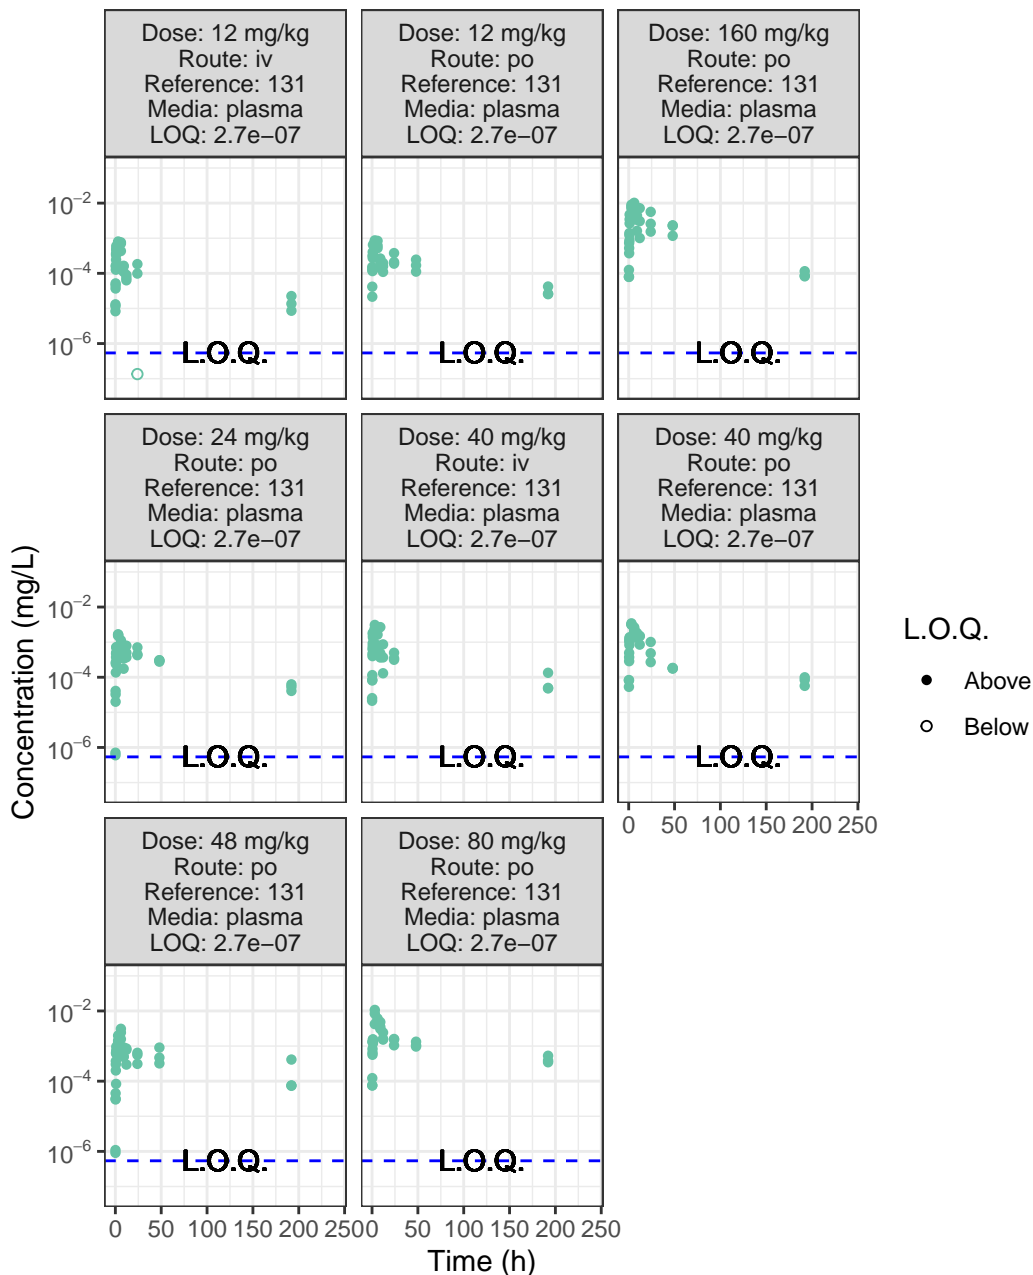 Dose: 12 mg/kg
Route: iv
Reference: 131
Media: plasma
LOQ: 2.7e−07
Dose: 12 mg/kg
Route: po
Reference: 131
Media: plasma
LOQ: 2.7e−07
Dose: 160 mg/kg
Route: po
Reference: 131
Media: plasma
LOQ: 2.7e−07
10−2
10−4
10−6
L.O.Q.
L.O.Q.
L.O.Q.
Dose: 24 mg/kg
Route: po
Reference: 131
Media: plasma
LOQ: 2.7e−07
Dose: 40 mg/kg
Route: iv
Reference: 131
Media: plasma
LOQ: 2.7e−07
Dose: 40 mg/kg
Route: po
Reference: 131
Media: plasma
LOQ: 2.7e−07
Concentration (mg/L)
10−2
10−4
10−6
L.O.Q.
L.O.Q.
L.O.Q.
0 50 100 150 200 250
L.O.Q.
Above
Below
Dose: 48 mg/kg
Route: po
Reference: 131
Media: plasma
LOQ: 2.7e−07
Dose: 80 mg/kg
Route: po
Reference: 131
Media: plasma
LOQ: 2.7e−07
10−2
10−4
10−6
L.O.Q.
L.O.Q.
0 50 100 150 200 250
0 50 100 150 200 250
Time (h)